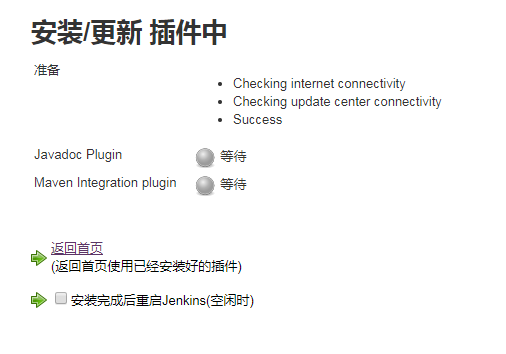 安装/更新 插件中
准备
Checking internet connectivity
Checking update center connectivity
Success
Javadoc Plugin 等待
Maven Integration plugin 等待
返回首页
(返回首页使用已经安装好的插件)
安装完成后重启Jenkins(空闲时)